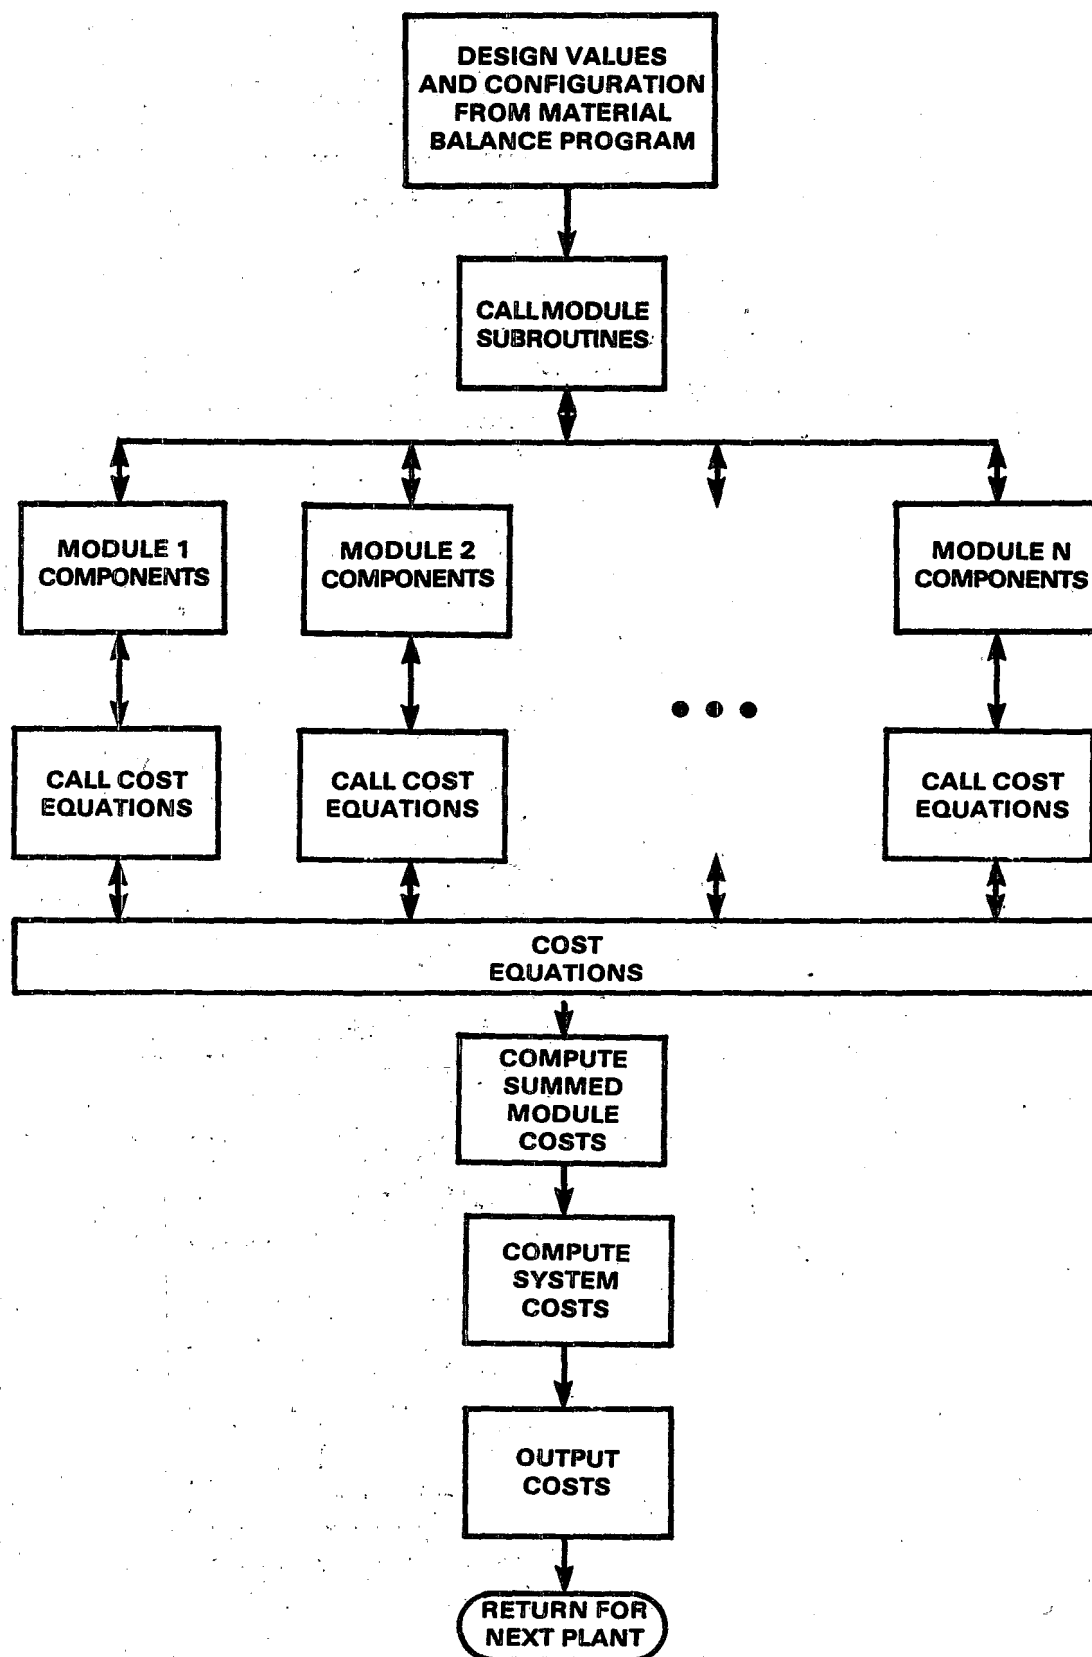 DESIGN VALUES
AND CONFIGURATION
FROM MATERIAL
BALANCE PROGRAM
CALL MODULE
SUBROUTINES
MODULE 1
COMPONENTS
MODULE 2
COMPONENTS
MODULE N
COMPONENTS
CALL COST
EQUATIONS
CALL COST
EQUATIONS
CALL COST
EQUATIONS
COST
EQUATIONS
COMPUTE
SUMMED
MODULE
COSTS
COMPUTE
SYSTEM
COSTS
OUTPUT
COSTS
RETURN FOR
NEXT PLANT